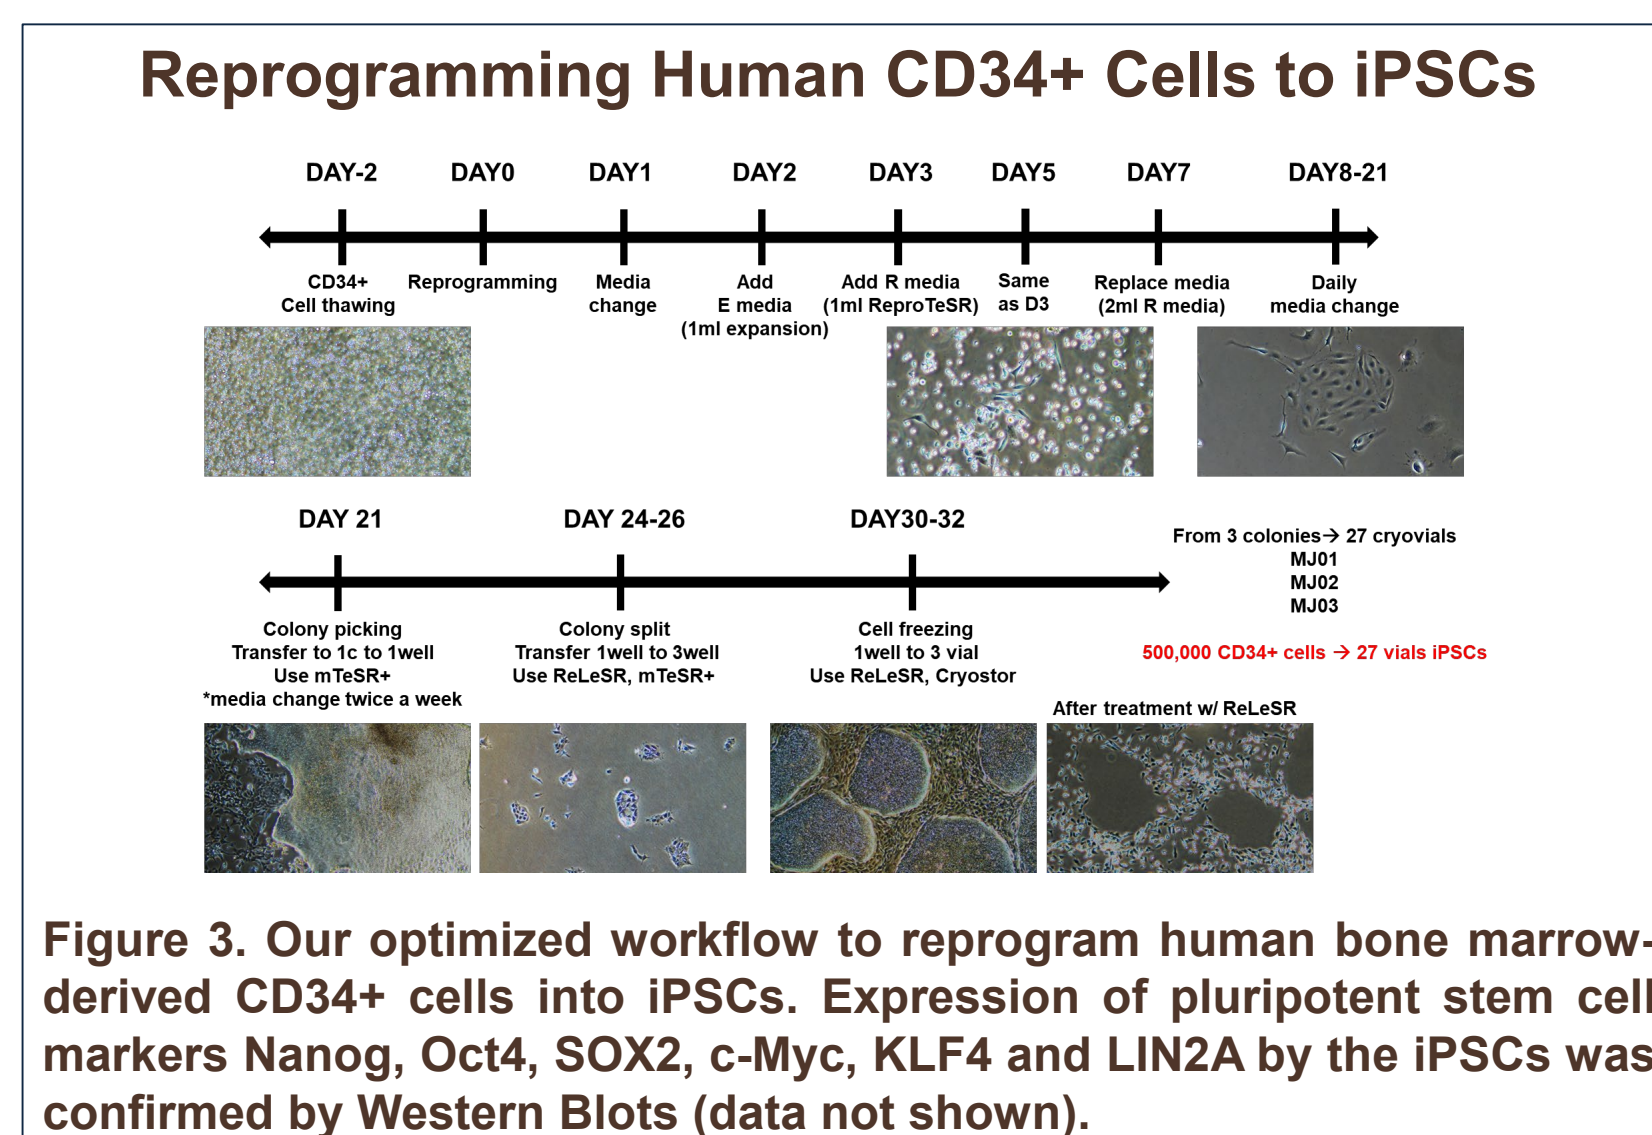 Reprogramming Human CD34+ Cells to iPSCs
DAY-2 DAY0 DAY1 DAY2 DAY3 DAY5 DAY7 DAY8-21
CD34+
Cell thawing
Reprogramming
Media
change
Add
E media
(1ml expansion)
Add R media
(1ml ReproTeSR)
Same
as D3
Replace media
(2ml R media)
Daily
media change
DAY 21 DAY 24-26 DAY30-32
Colony picking
Transfer to 1c to 1well
Use mTeSR+
*media change twice a week
Colony split
Transfer 1well to 3well
Use ReLeSR, mTeSR+
Cell freezing
1well to 3 vial
Use ReLeSR, Cryostor
From 3 colonies→ 27 cryovials
MJ01
MJ02
MJ03
500,000 CD34+ cells → 27 vials iPSCs
After treatment w/ ReLeSR
Figure 3. Our optimized workflow to reprogram human bone marrow-
derived CD34+ cells into iPSCs. Expression of pluripotent stem cell
markers Nanog, Oct4, SOX2, c-Myc, KLF4 and LIN2A by the iPSCs was
confirmed by Western Blots (data not shown).